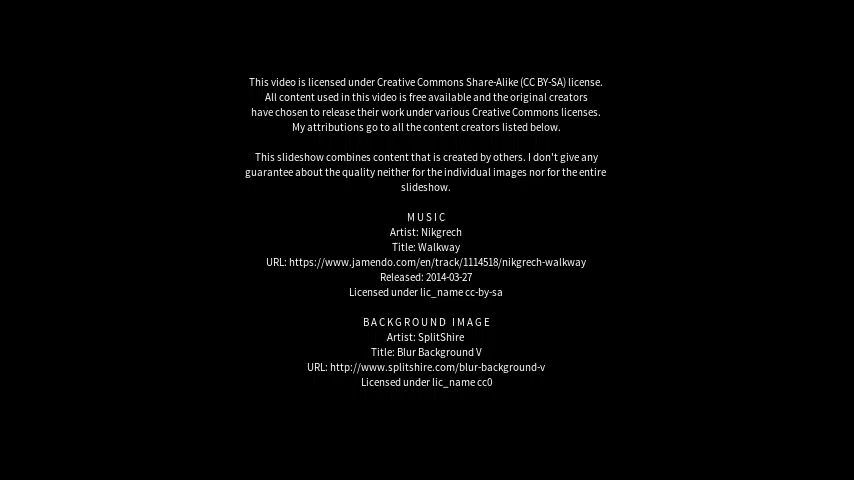 This video is licensed under Creative Commons Share-Alike (CC BY-SA) license.
All content used in this video is free available and the original creators
have chosen to release their work under various Creative Commons licenses.
My attributions go to all the content creators listed below.
This slideshow combines content that is created by others. I don't give any
guarantee about the quality neither for the individual images nor for the entire
slideshow.
MUSIC
Artist: Nikgrech
Title: Walkway
URL: https://www.jamendo.com/en/track/1114518/nikgrech-walkway
Released: 2014-03-27
Licensed under lic_name cc-by-sa
BACKGROUND IMAGE
Artist: SplitShire
Title: Blur Background V
URL: http://www.splitshire.com/blur-background-v
Licensed under lic_name cc0